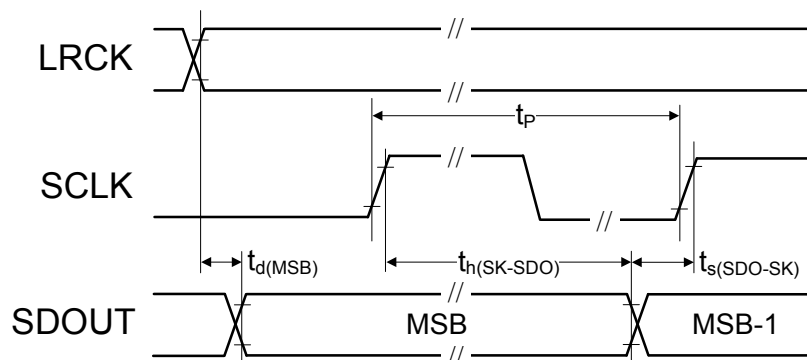 LRCK
//
//
tP
SCLK
//
//
td(MSB)
th(SK-SDO)
ts(SDO-SK)
//
SDOUT
MSB
MSB-1
//